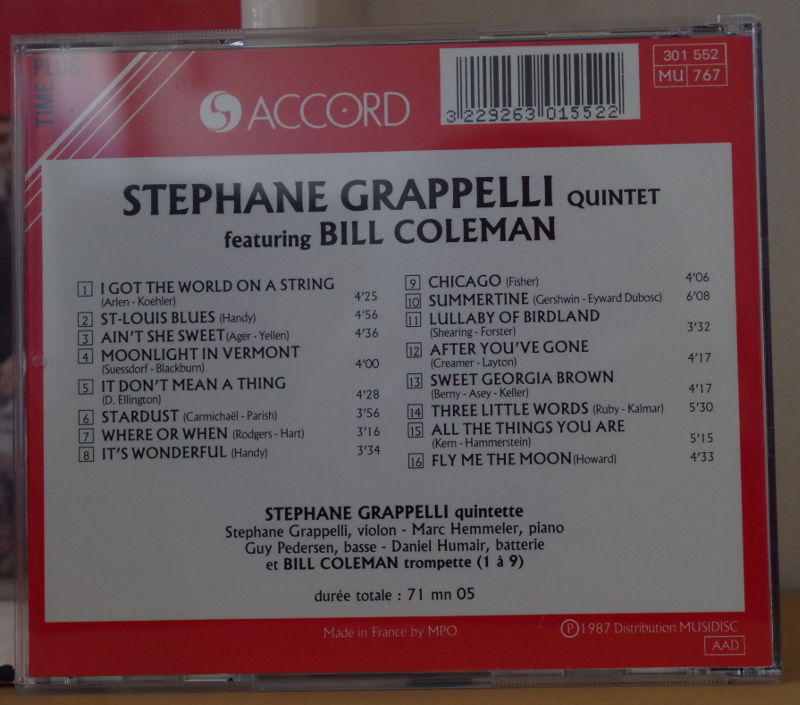 TIME PLUS
ACCORD
3 229263 015522
301 552
MU 767
STEPHANE GRAPPELLI QUINTET
featuring BILL COLEMAN
1 I GOT THE WORLD ON A STRING
(Arlen - Koehler) 4'25
2 ST-LOUIS BLUES (Handy) 4'56
3 AIN'T SHE SWEET (Ager - Yellen) 4'36
4 MOONLIGHT IN VERMONT
(Suessdorf - Blackburn) 4'00
5 IT DON'T MEAN A THING
(D. Ellington) 4'28
6 STARDUST (Carmichaël - Parish) 3'56
7 WHERE OR WHEN (Rodgers - Hart) 3'16
8 IT'S WONDERFUL (Handy) 3'34
9 CHICAGO (Fisher) 4'06
10 SUMMERTINE (Gershwin - Eyward Dubosc) 6'08
11 LULLABY OF BIRDLAND
(Shearing - Forster) 3'32
12 AFTER YOU'VE GONE
(Creamer - Layton) 4'17
13 SWEET GEORGIA BROWN
(Berny - Asey - Keller) 4'17
14 THREE LITTLE WORDS (Ruby - Kalmar) 5'30
15 ALL THE THINGS YOU ARE
(Kern - Hammerstein) 5'15
16 FLY ME THE MOON (Howard) 4'33
STEPHANE GRAPPELLI quintette
Stephane Grappelli, violon - Marc Hemmeler, piano
Guy Pedersen, basse - Daniel Humair, batterie
et BILL COLEMAN trompette (1 à 9)
durée totale : 71 mn 05
Made in France by MPO
Ⓟ 1987 Distribution MUSIDISC
AAD